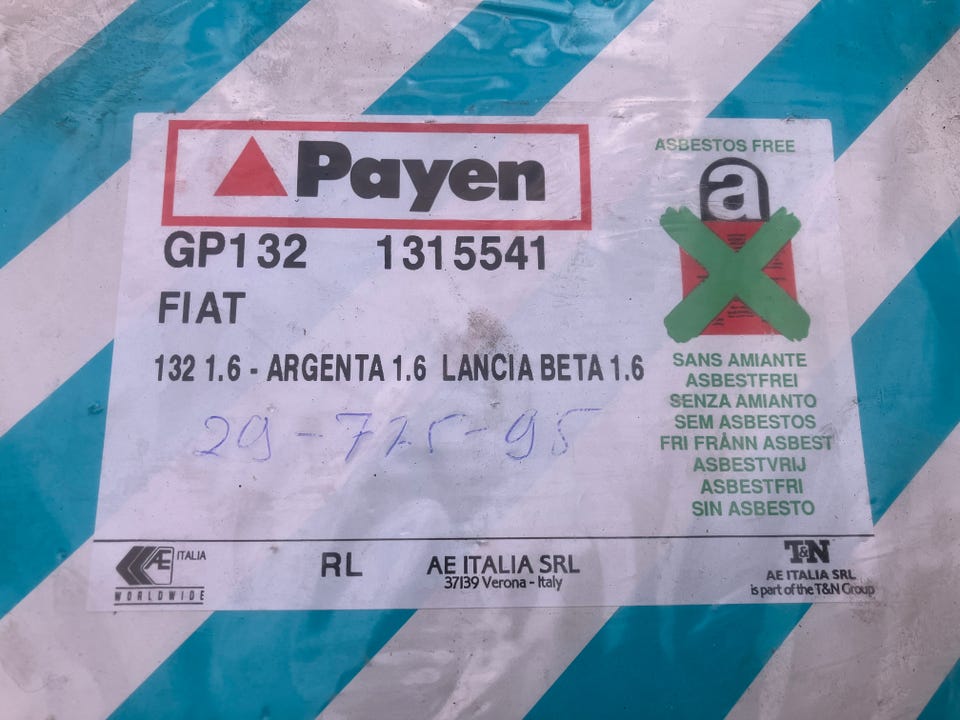 Payen
GP132 1315541
FIAT
132 1.6 - ARGENTA 1.6 LANCIA BETA 1.6
29-775-95
ASBESTOS FREE
a
SANS AMIANTE
ASBESTFREI
SENZA AMIANTO
SEM ASBESTOS
FRI FRÅNN ASBEST
ASBESTVRIJ
ASBESTFRI
SIN ASBESTO
AE ITALIA
WORLDWIDE
RL
AE ITALIA SRL
37139 Verona - Italy
T&N
AE ITALIA SRL
is part of the T&N Group